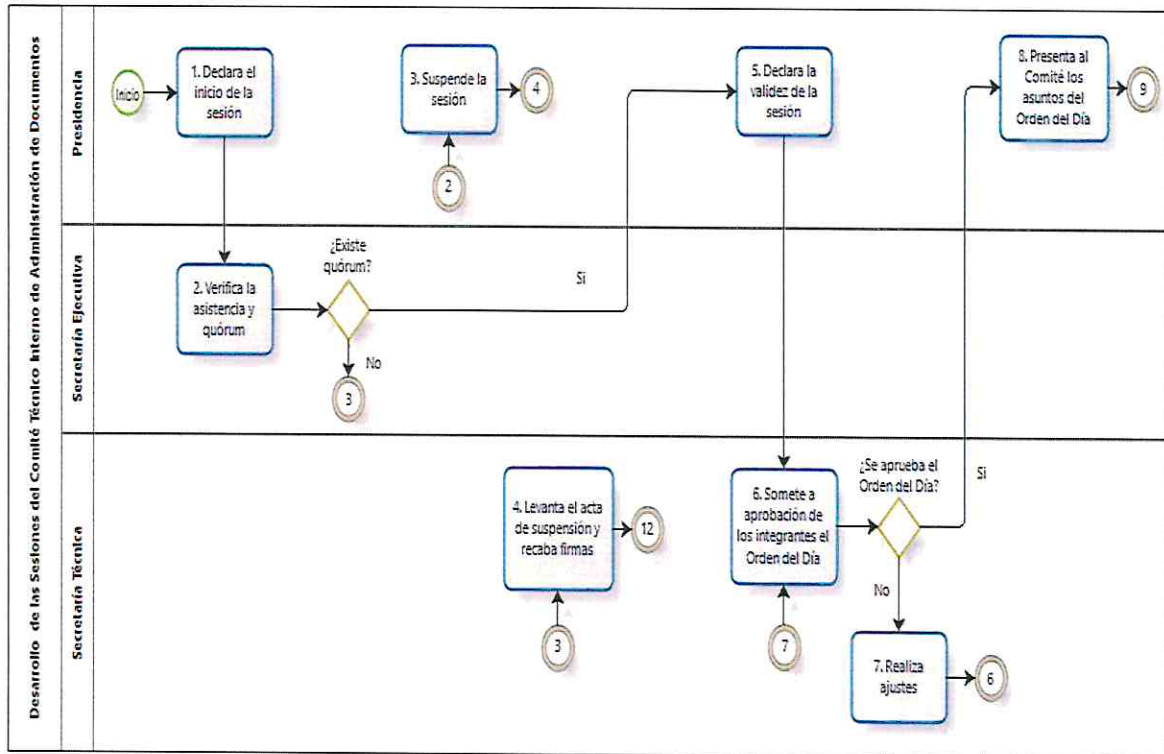 Desarrollo de las Sesiones del Comité Técnico Interno de Administración de Documentos
Presidencia
Inicio
1. Declara el
inicio de la
sesión
3. Suspende la
sesión
4
2
5. Declara la
validez de la
sesión
8. Presenta al
Comité los
asuntos del
Orden del Día
9
Secretaría Ejecutiva
2. Verifica la
asistencia y
quórum
¿Existe
quórum?
Si
No
3
Secretaría Técnica
4. Levanta el acta
de suspensión y
recaba firmas
12
3
6. Somete a
aprobación de
los integrantes el
Orden del Día
7
¿Se aprueba el
Orden del Día?
Si
No
7. Realiza
ajustes
6